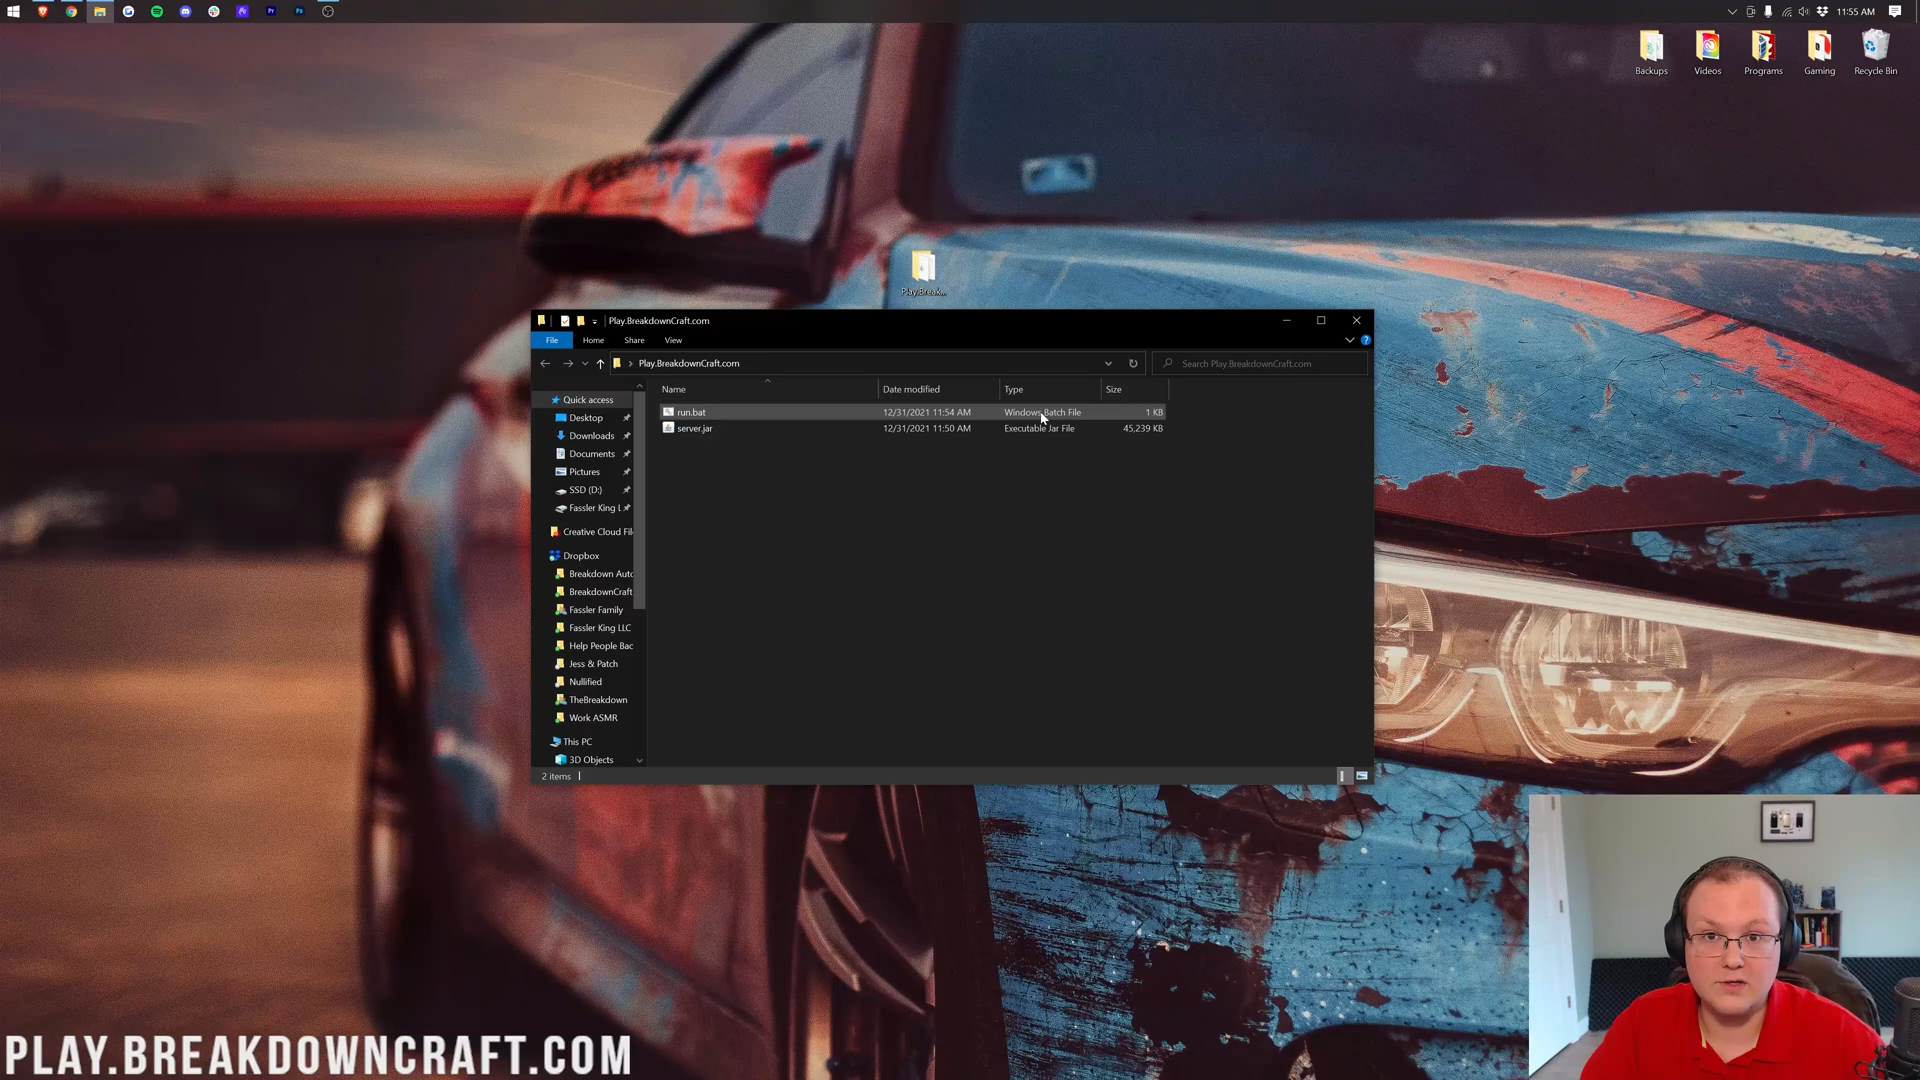 11:55 AM
Backups
Videos
Programs
Gaming
Recycle Bin
Play.Break...
Play.BreakdownCraft.com
File
Home
Share
View
Play.BreakdownCraft.com
Search Play.BreakdownCraft.com
Name
Date modified
Type
Size
run.bat
12/31/2021 11:54 AM
Windows Batch File
1 KB
server.jar
12/31/2021 11:50 AM
Executable Jar File
45,239 KB
Quick access
Desktop
Downloads
Documents
Pictures
SSD (D:)
Fassler King L
Creative Cloud Fil
Dropbox
Breakdown Auto
BreakdownCraft
Fassler Family
Fassler King LLC
Help People Bac
Jess & Patch
Nullified
TheBreakdown
Work ASMR
This PC
3D Objects
2 items
PLAY.BREAKDOWNCRAFT.COM